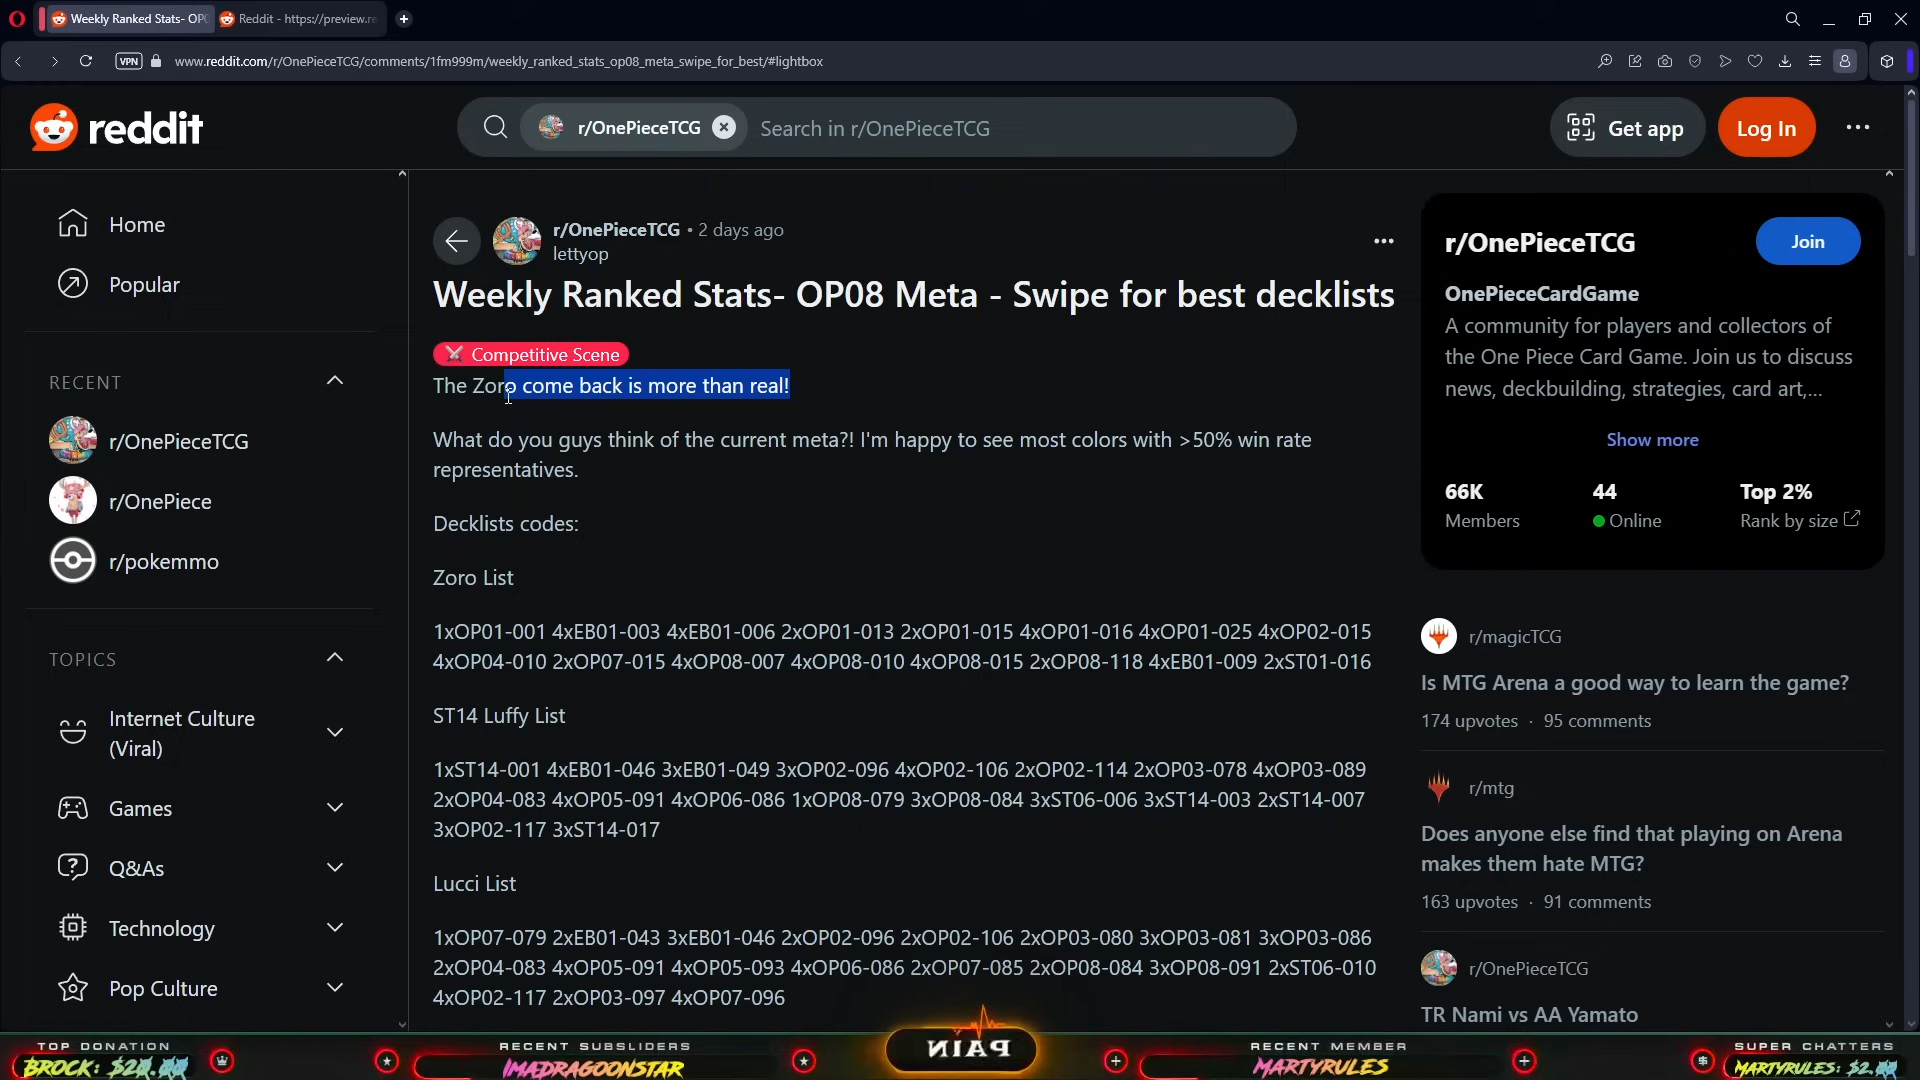 Weekly Ranked Stats- OP0
Reddit - https://preview.re
VPN
www.reddit.com/r/OnePieceTCG/comments/1fm999m/weekly_ranked_stats_op08_meta_swipe_for_best/#lightbox
reddit
r/OnePieceTCG
Search in r/OnePieceTCG
Get app
Log In
Home
Popular
RECENT
r/OnePieceTCG
r/OnePiece
r/pokemmo
TOPICS
Internet Culture
(Viral)
Games
Q&As
Technology
Pop Culture
r/OnePieceTCG • 2 days ago
lettyop
Weekly Ranked Stats- OP08 Meta - Swipe for best decklists
Competitive Scene
The Zoro come back is more than real!
What do you guys think of the current meta?! I'm happy to see most colors with >50% win rate
representatives.
Decklists codes:
Zoro List
1xOP01-001 4xEB01-003 4xEB01-006 2xOP01-013 2xOP01-015 4xOP01-016 4xOP01-025 4xOP02-015
4xOP04-010 2xOP07-015 4xOP08-007 4xOP08-010 4xOP08-015 2xOP08-118 4xEB01-009 2xST01-016
ST14 Luffy List
1xST14-001 4xEB01-046 3xEB01-049 3xOP02-096 4xOP02-106 2xOP02-114 2xOP03-078 4xOP03-089
2xOP04-083 4xOP05-091 4xOP06-086 1xOP08-079 3xOP08-084 3xST06-006 3xST14-003 2xST14-007
3xOP02-117 3xST14-017
Lucci List
1xOP07-079 2xEB01-043 3xEB01-046 2xOP02-096 2xOP02-106 2xOP03-080 3xOP03-081 3xOP03-086
2xOP04-083 4xOP05-091 4xOP05-093 4xOP06-086 2xOP07-085 2xOP08-084 3xOP08-091 2xST06-010
4xOP02-117 2xOP03-097 4xOP07-096
r/OnePieceTCG
Join
OnePieceCardGame
A community for players and collectors of
the One Piece Card Game. Join us to discuss
news, deckbuilding, strategies, card art,...
Show more
66K
Members
44
Online
Top 2%
Rank by size
r/magicTCG
Is MTG Arena a good way to learn the game?
174 upvotes · 95 comments
r/mtg
Does anyone else find that playing on Arena
makes them hate MTG?
163 upvotes · 91 comments
r/OnePieceTCG
TR Nami vs AA Yamato
TOP DONATION
BROCK: $20.00
RECENT SUBSLIDERS
IMADRAGOONSTAR
PAIN
RECENT MEMBER
MARTYRULES
SUPER CHATTERS
MARTYRULES: $2.00